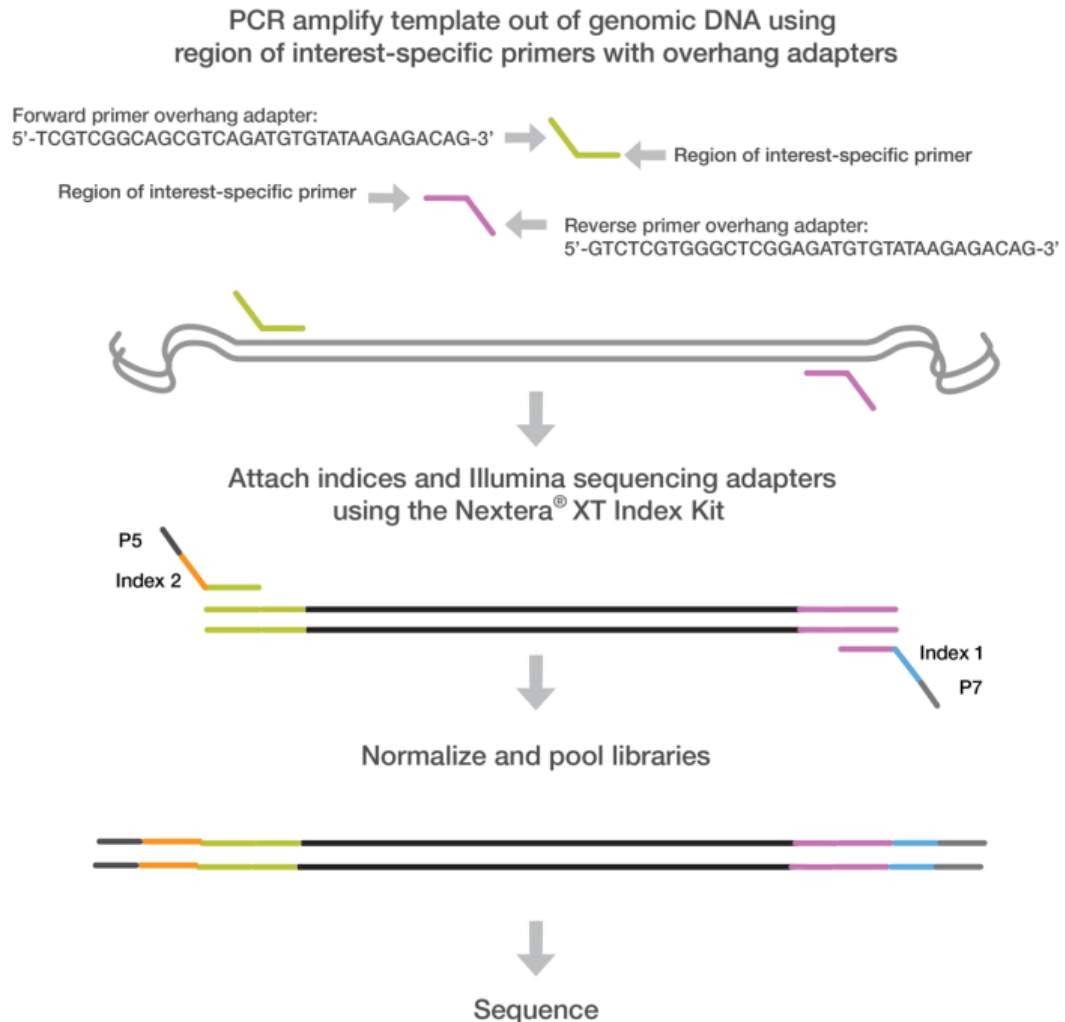 PCR amplify template out of genomic DNA using
region of interest-specific primers with overhang adapters
Forward primer overhang adapter:
5’-TCGTCGGCAGCGTCAGATGTGTATAAGAGACAG-3’
Region of interest-specific primer
Region of interest-specific primer
Reverse primer overhang adapter:
5’-GTCTCGTGGGCTCGGAGATGTGTATAAGAGACAG-3’
Attach indices and Illumina sequencing adapters
using the Nextera® XT Index Kit
P5
Index 2
Index 1
P7
Normalize and pool libraries
Sequence